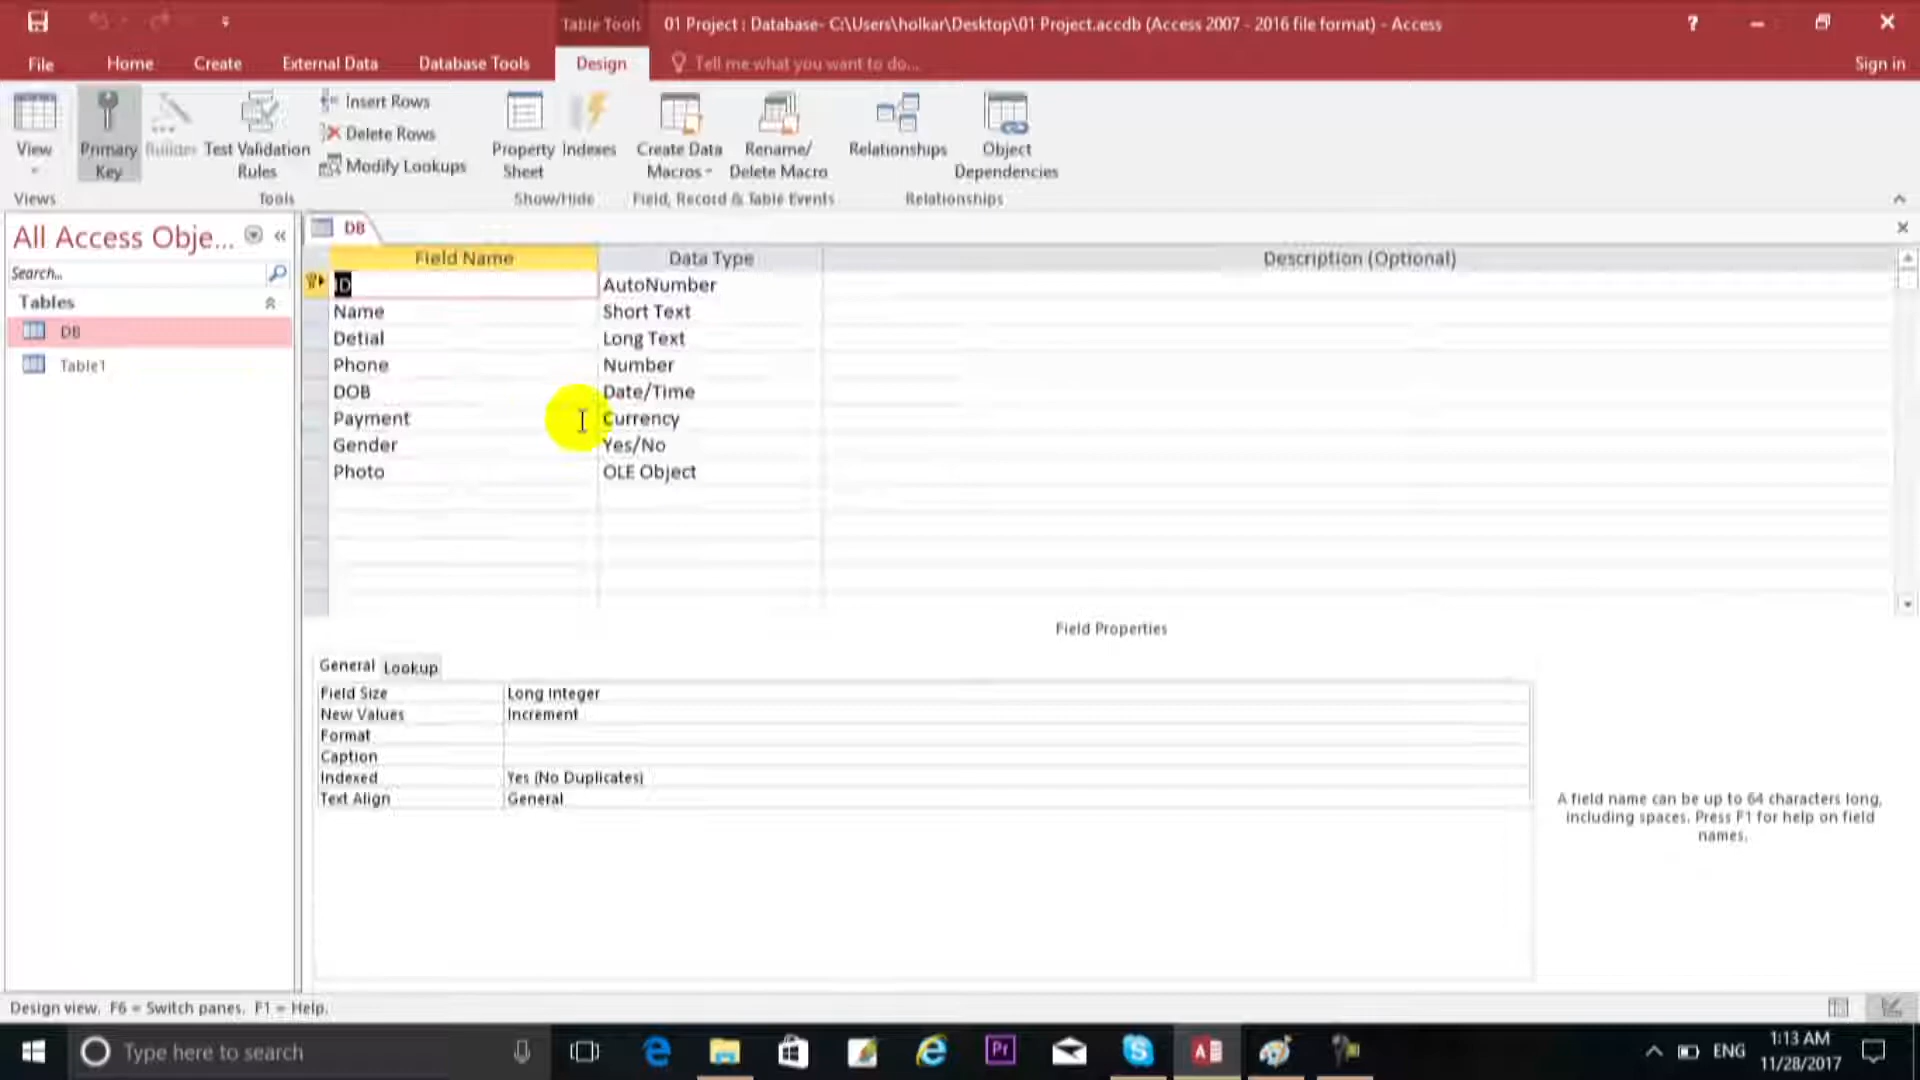 Table Tools
01 Project : Database- C:\Users\holkar\Desktop\01 Project.accdb (Access 2007 - 2016 file format) - Access
?
File
Home
Create
External Data
Database Tools
Design
Tell me what you want to do...
Sign in
View
Primary Key
Builder
Test Validation Rules
Insert Rows
Delete Rows
Modify Lookups
Property Sheet
Indexes
Create Data Macros
Rename/ Delete Macro
Relationships
Object Dependencies
Views
Tools
Show/Hide
Field, Record & Table Events
Relationships
All Access Obje...
Search...
Tables
DB
Table1
DB
Field Name Data Type Description (Optional)
ID AutoNumber
Name Short Text
Detial Long Text
Phone Number
DOB Date/Time
Payment Currency
Gender Yes/No
Photo OLE Object
Field Properties
General Lookup
Field Size Long Integer
New Values Increment
Format
Caption
Indexed Yes (No Duplicates)
Text Align General
A field name can be up to 64 characters long,
including spaces. Press F1 for help on field
names.
Design view. F6 = Switch panes. F1 = Help.
Type here to search
Pr
ENG
1:13 AM
11/28/2017